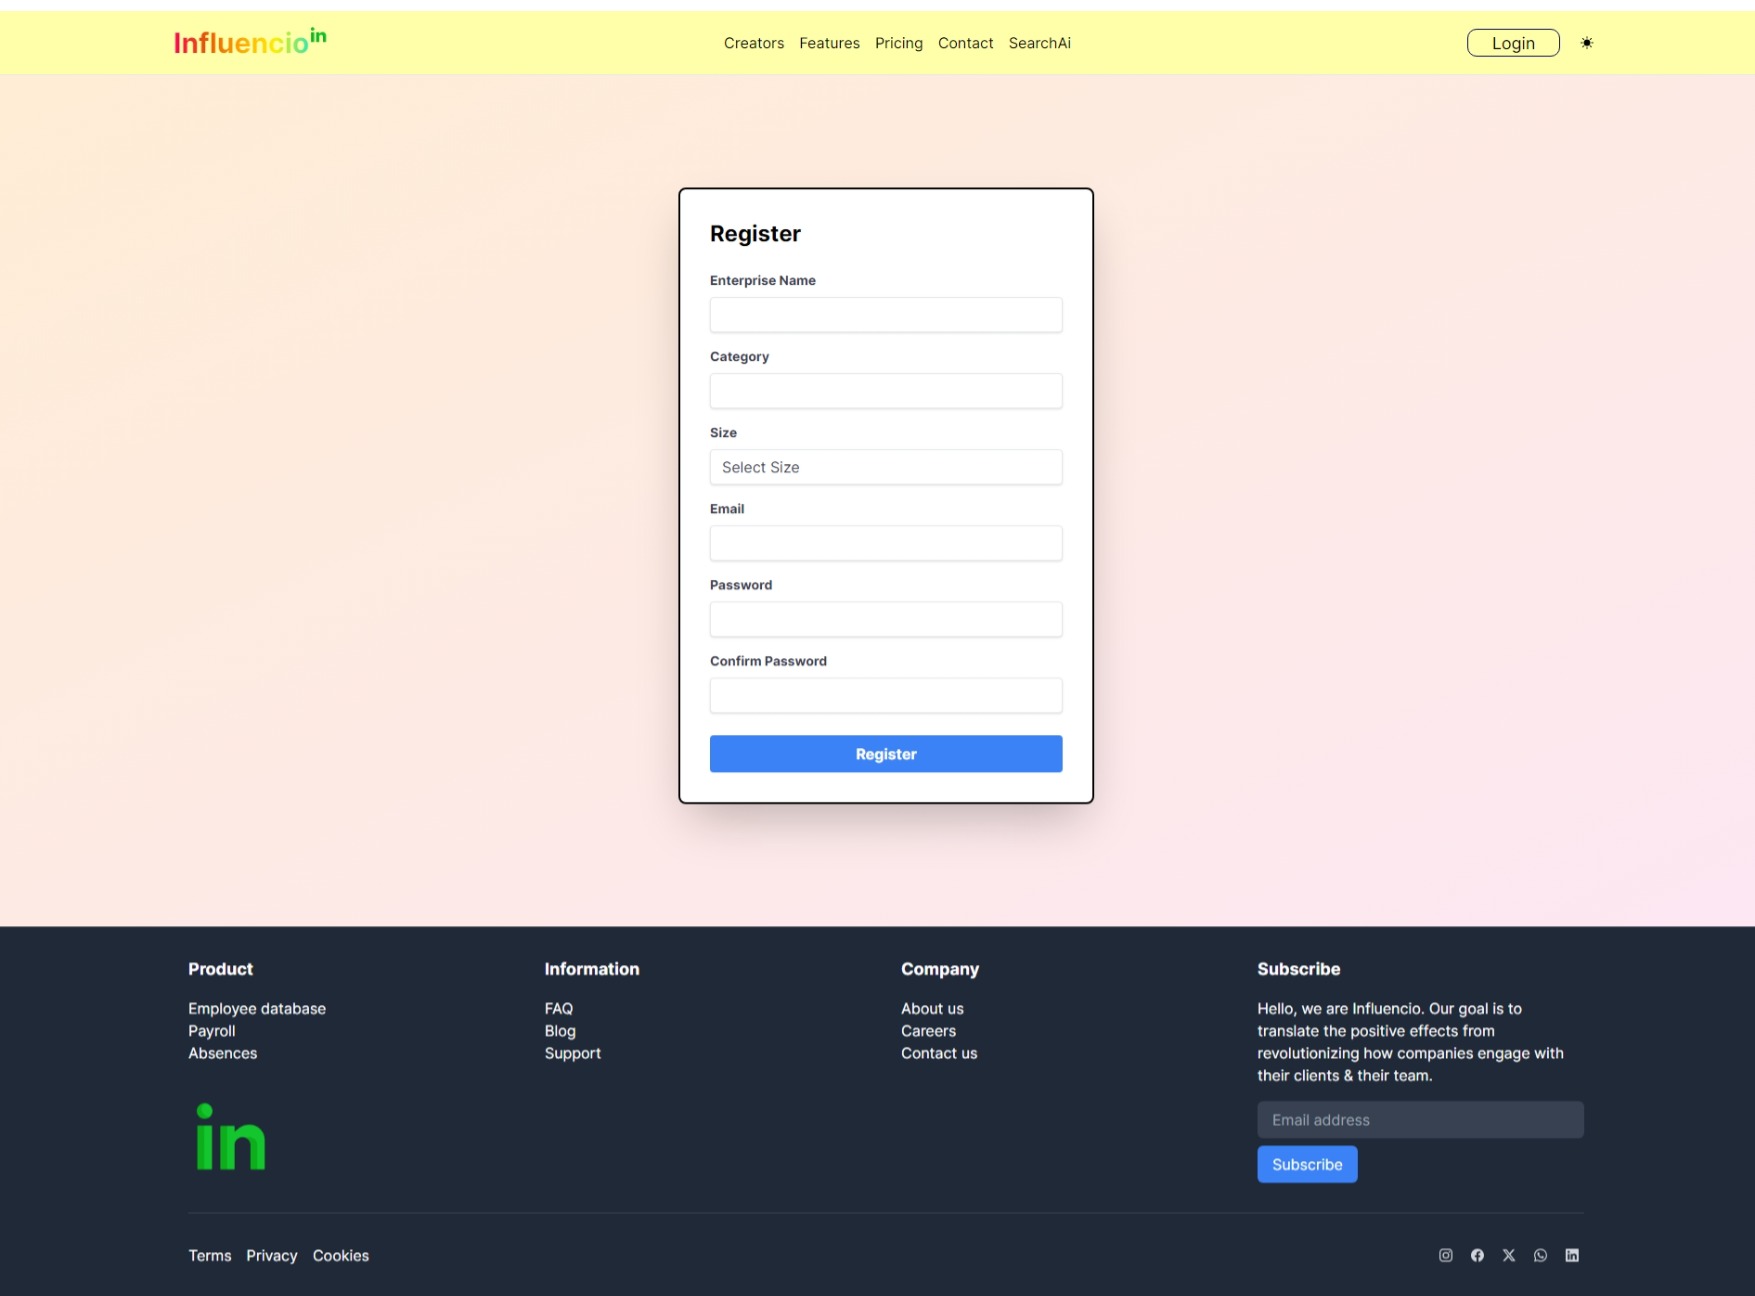 Influencio in
Creators Features Pricing Contact SearchAi
Login
Register
Enterprise Name
Category
Size
Select Size
Email
Password
Confirm Password
Register
Product
Employee database
Payroll
Absences
in
Information
FAQ
Blog
Support
Company
About us
Careers
Contact us
Subscribe
Hello, we are Influencio. Our goal is to
translate the positive effects from
revolutionizing how companies engage with
their clients & their team.
Email address
Subscribe
Terms Privacy Cookies